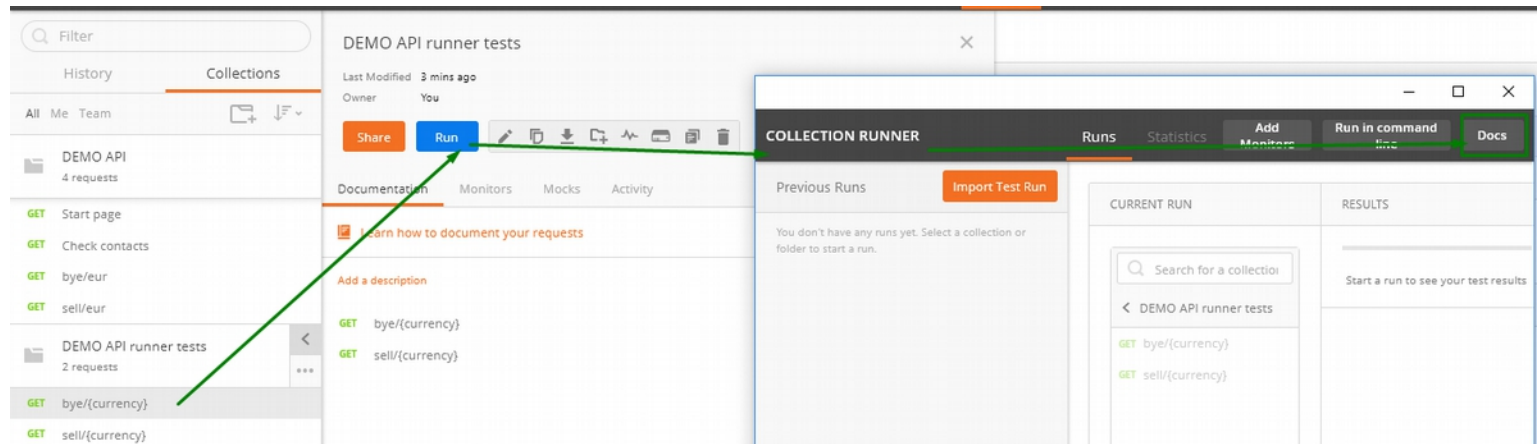 Filter
History Collections
All Me Team
DEMO API
4 requests
GET Start page
GET Check contacts
GET bye/eur
GET sell/eur
DEMO API runner tests
2 requests
GET bye/{currency}
GET sell/{currency}
DEMO API runner tests
Last Modified 3 mins ago
Owner You
Share Run
Documentation Monitors Mocks Activity
Learn how to document your requests
Add a description
GET bye/{currency}
GET sell/{currency}
COLLECTION RUNNER Runs Statistics Add Monitors Run in command line Docs
Previous Runs Import Test Run
You don't have any runs yet. Select a collection or
folder to start a run.
CURRENT RUN
Search for a collection
DEMO API runner tests
GET bye/{currency}
GET sell/{currency}
RESULTS
Start a run to see your test results